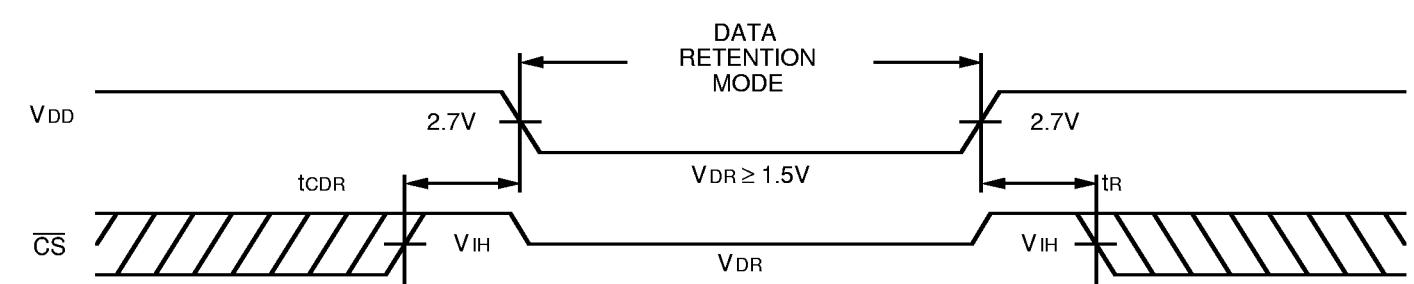 DATA
RETENTION
MODE
VDD
2.7V
2.7V
VDR ≥ 1.5V
tCDR
tR
CS
VIH
VIH
VDR